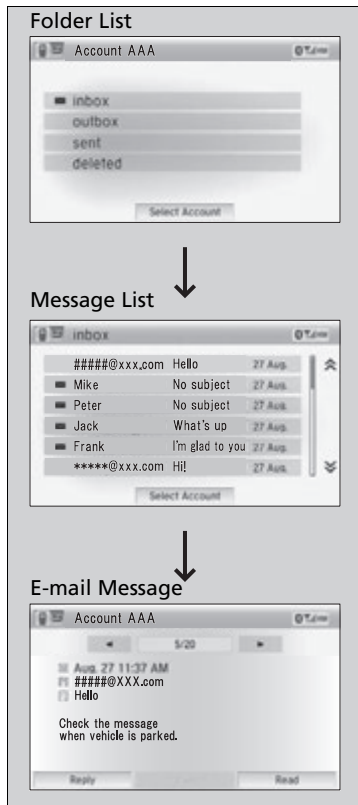 Folder List
Account AAA
inbox
outbox
sent
deleted
Select Account
Message List
inbox
#####@xxx.com Hello 27 Aug.
Mike No subject 27 Aug.
Peter No subject 27 Aug.
Jack What's up 27 Aug.
Frank I'm glad to you 27 Aug.
*****@xxx.com Hi! 27 Aug.
Select Account
E-mail Message
Account AAA
5/20
Aug. 27 11:37 AM
#####@XXX.com
Hello
Check the message
when vehicle is parked.
Reply Read